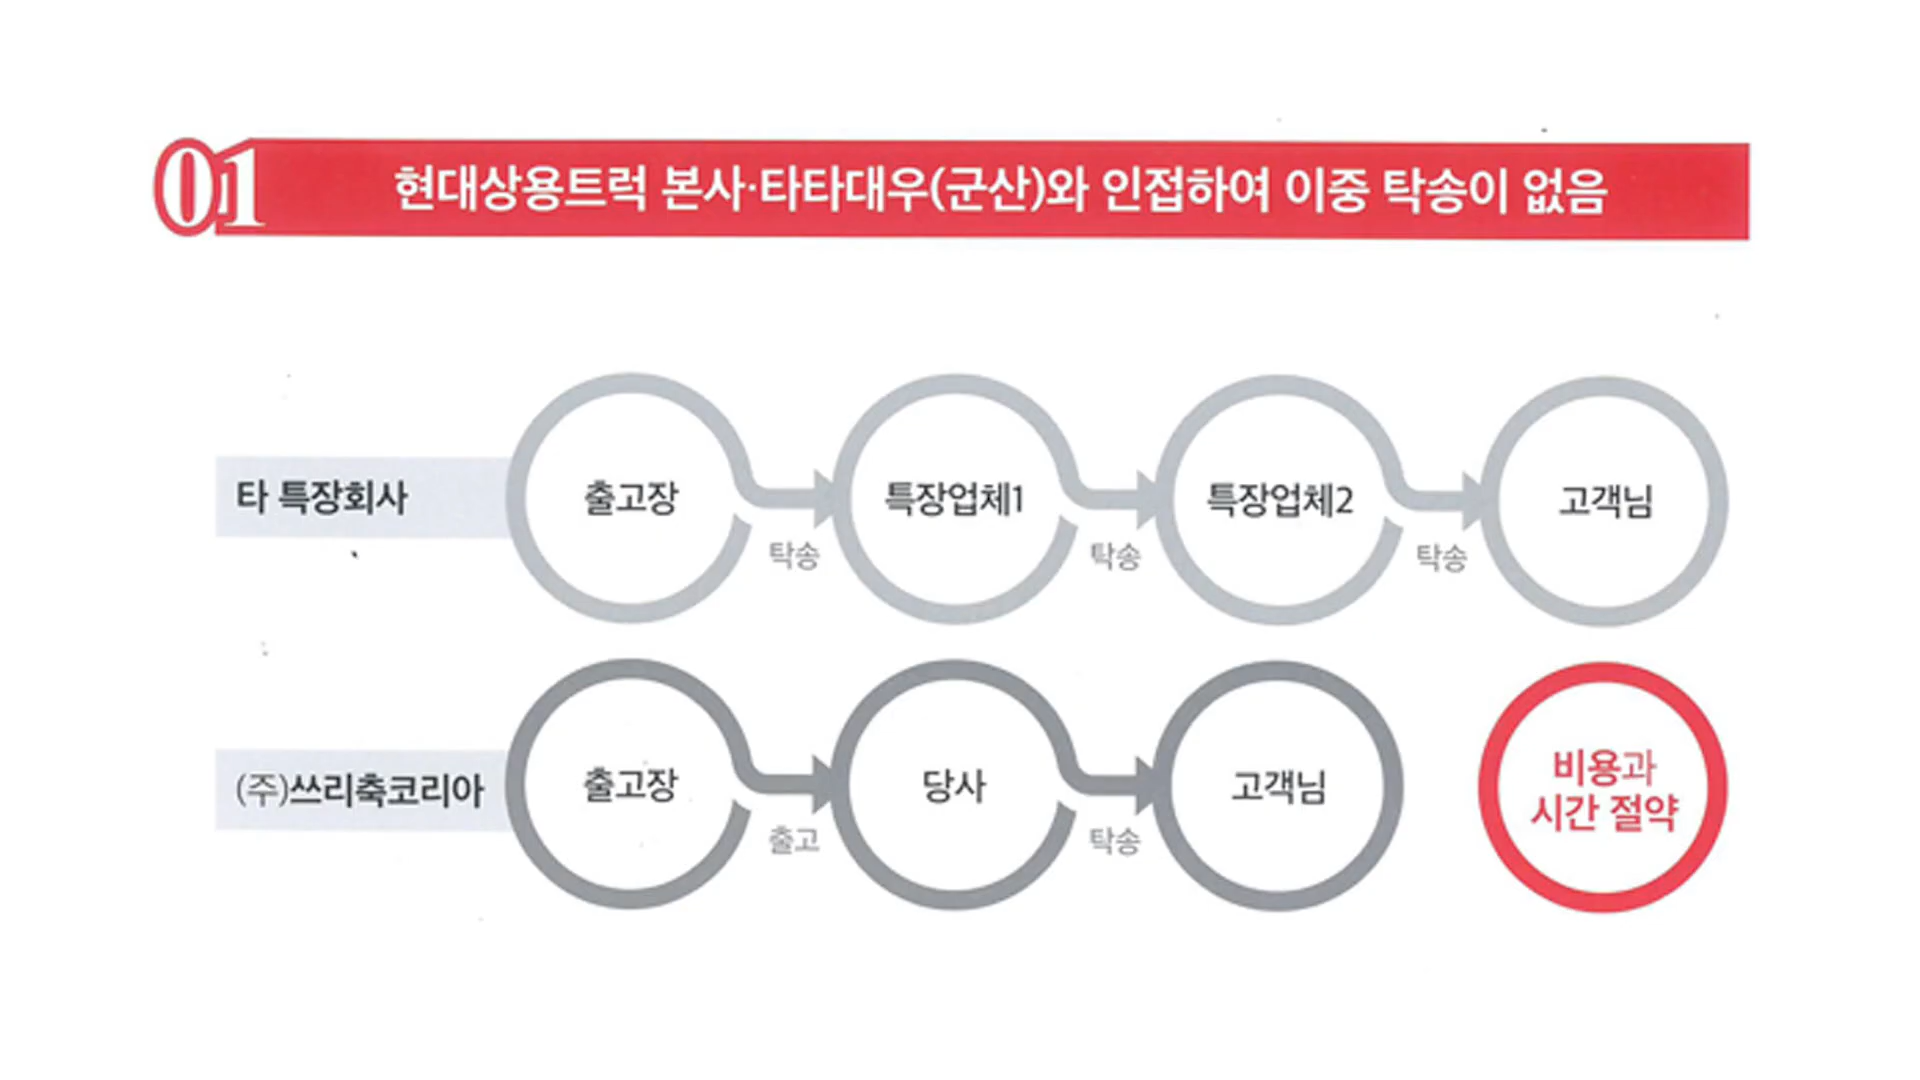 01 현대상용트럭 본사·타타대우(군산)와 인접하여 이중 탁송이 없음
타 특장회사
출고장
탁송
특장업체1
탁송
특장업체2
탁송
고객님
(주)쓰리축코리아
출고장
출고
당사
탁송
고객님
비용과
시간 절약